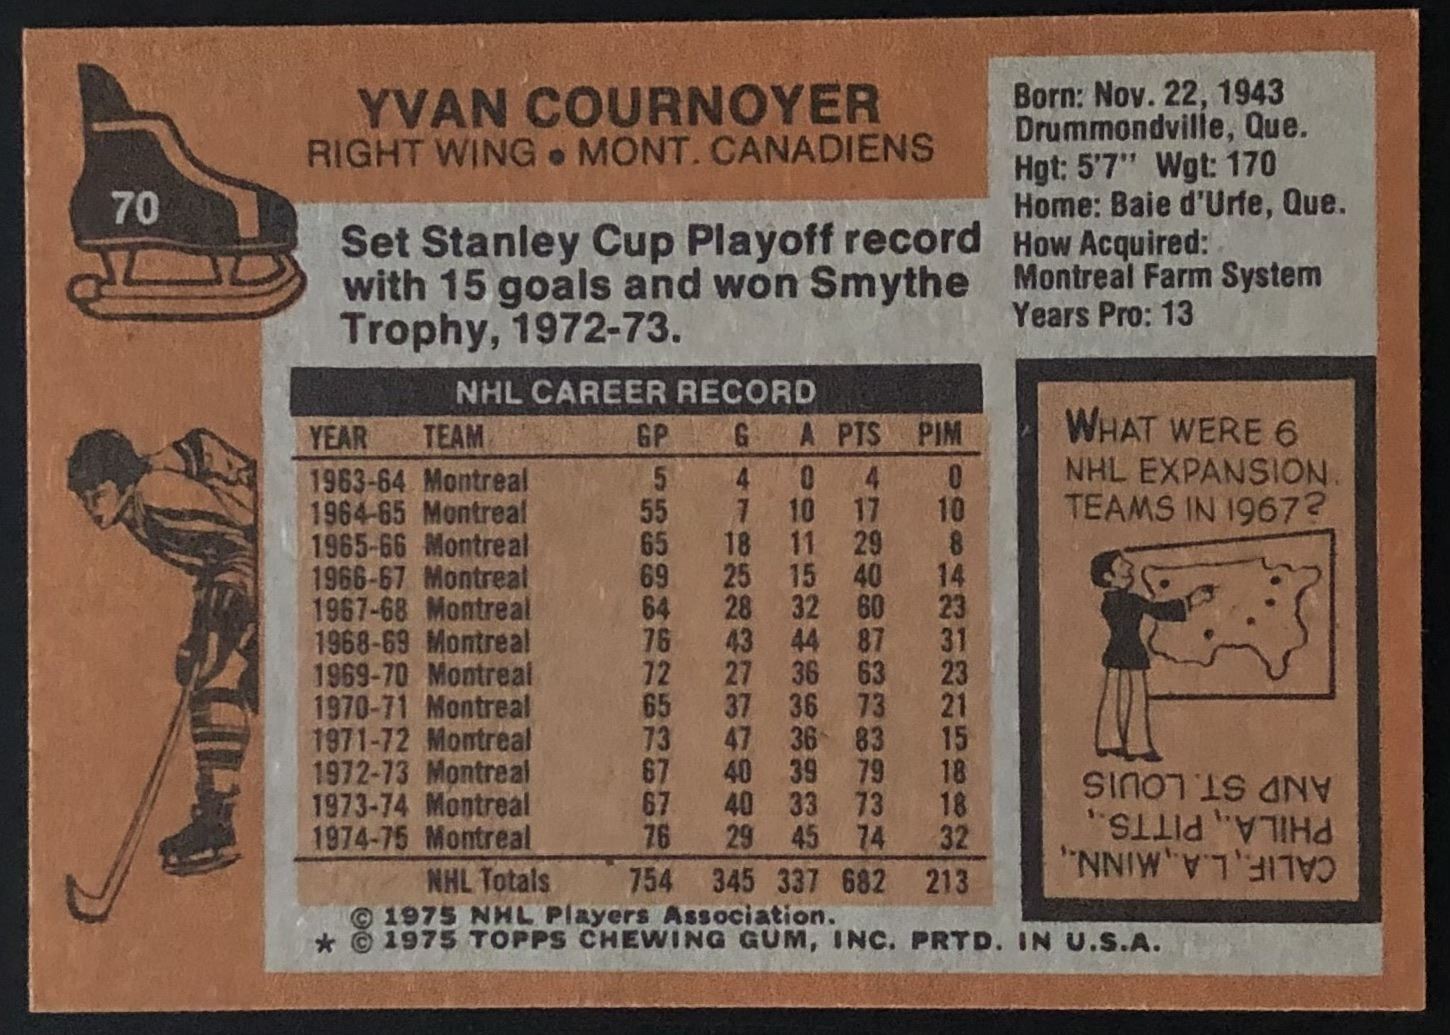 70
YVAN COURNOYER
RIGHT WING • MONT. CANADIENS
Set Stanley Cup Playoff record
with 15 goals and won Smythe
Trophy, 1972-73.
Born: Nov. 22, 1943
Drummondville, Que.
Hgt: 5'7" Wgt: 170
Home: Baie d'Urfe, Que.
How Acquired:
Montreal Farm System
Years Pro: 13
NHL CAREER RECORD
YEAR TEAM GP G A PTS PIM
1963-64 Montreal 5 4 0 4 0
1964-65 Montreal 55 7 10 17 10
1965-66 Montreal 65 18 11 29 8
1966-67 Montreal 69 25 15 40 14
1967-68 Montreal 64 28 32 60 23
1968-69 Montreal 76 43 44 87 31
1969-70 Montreal 72 27 36 63 23
1970-71 Montreal 65 37 36 73 21
1971-72 Montreal 73 47 36 83 15
1972-73 Montreal 67 40 39 79 18
1973-74 Montreal 67 40 33 73 18
1974-75 Montreal 76 29 45 74 32
NHL Totals 754 345 337 682 213
WHAT WERE 6
NHL EXPANSION
TEAMS IN 1967?
CALIF., L.A., MINN.,
PHILA., PITTS.,
AND ST. LOUIS
© 1975 NHL Players Association.
* © 1975 TOPPS CHEWING GUM, INC. PRTD. IN U.S.A.